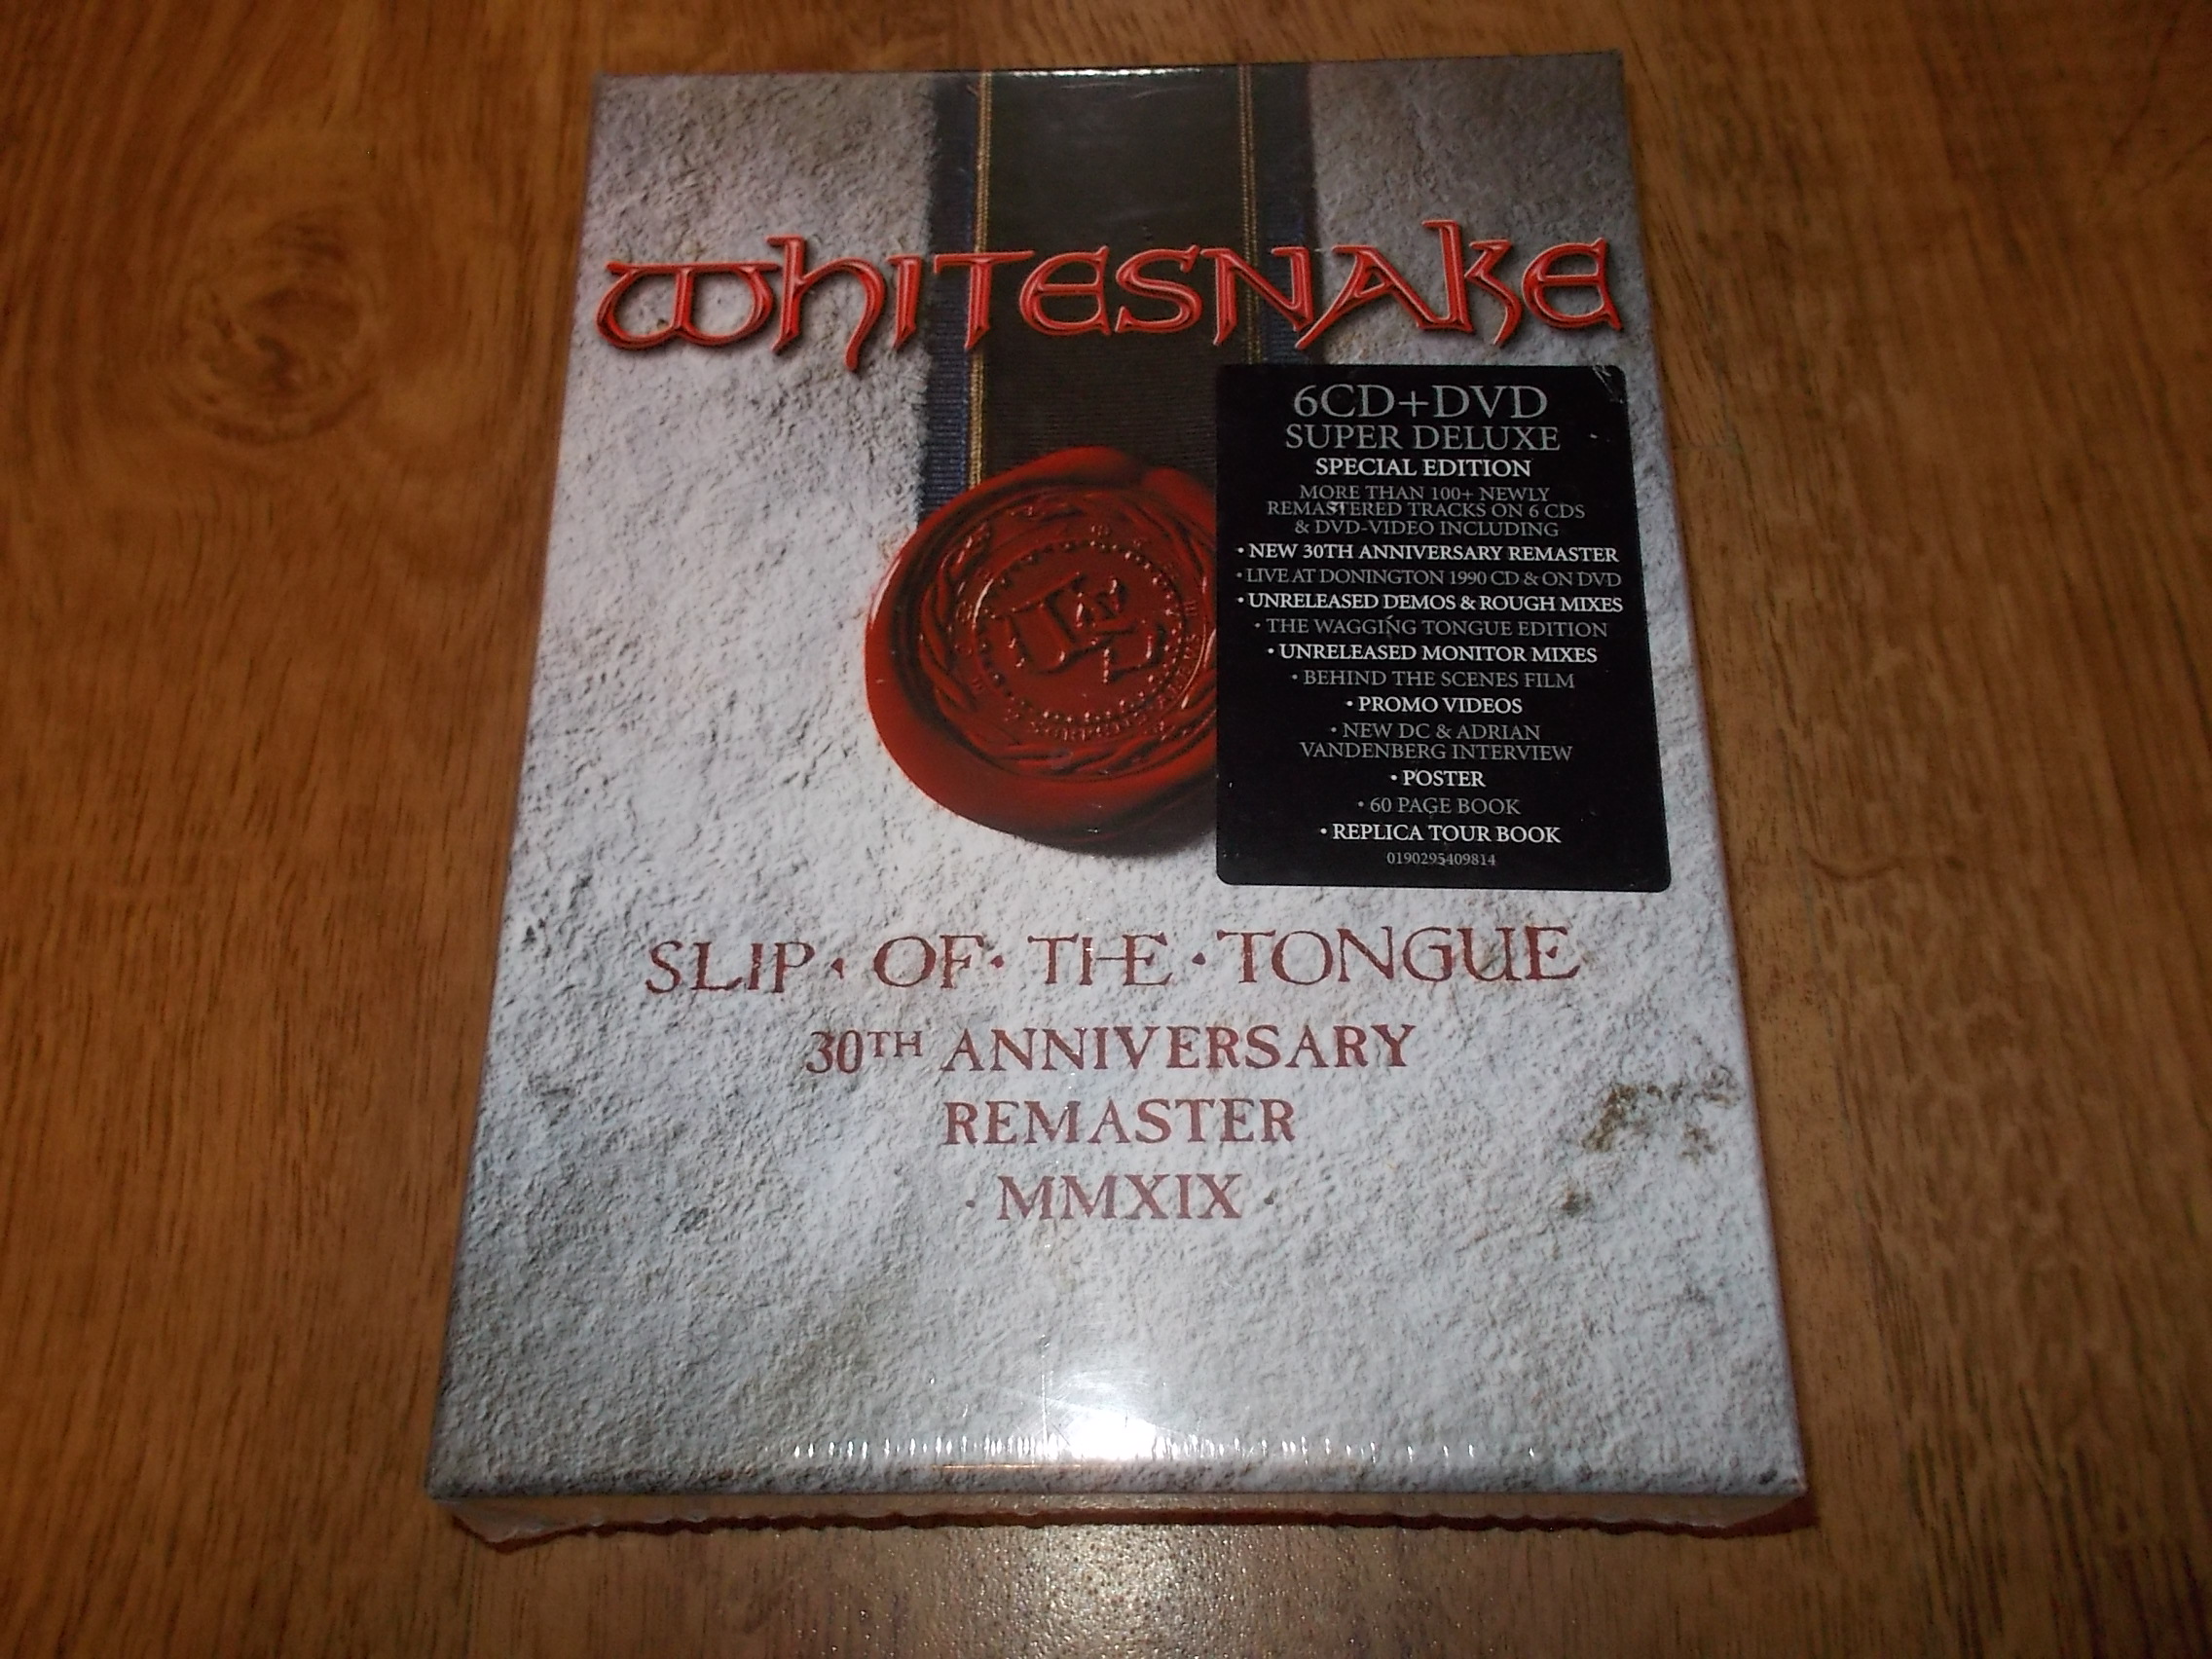 WHITESNAKE
6CD+DVD
SUPER DELUXE
SPECIAL EDITION
MORE THAN 100+ NEWLY
REMASTERED TRACKS ON 6 CDS
& DVD-VIDEO INCLUDING
• NEW 30TH ANNIVERSARY REMASTER
• LIVE AT DONINGTON 1990 CD & ON DVD
• UNRELEASED DEMOS & ROUGH MIXES
• THE WAGGING TONGUE EDITION
• UNRELEASED MONITOR MIXES
• BEHIND THE SCENES FILM
• PROMO VIDEOS
• NEW DC & ADRIAN
VANDENBERG INTERVIEW
• POSTER
• 60 PAGE BOOK
• REPLICA TOUR BOOK
0190295409814
SLIP · OF · THE · TONGUE
30TH ANNIVERSARY
REMASTER
· MMXIX ·